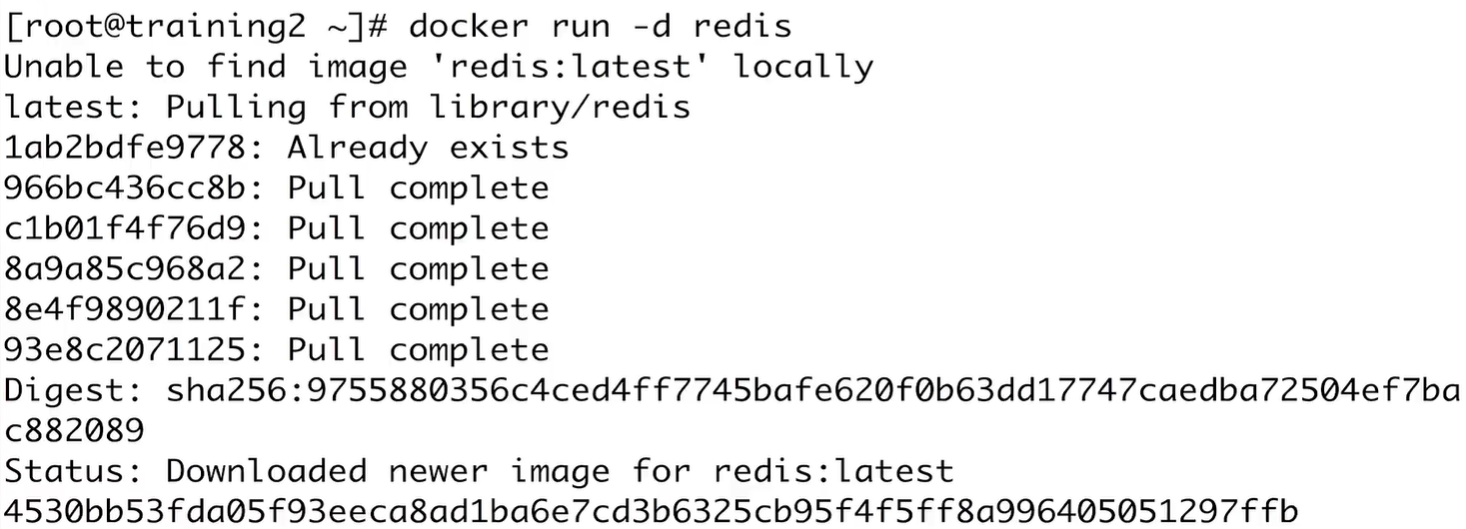 [root@training2 ~]# docker run -d redis
Unable to find image 'redis:latest' locally
latest: Pulling from library/redis
1ab2bdfe9778: Already exists
966bc436cc8b: Pull complete
c1b01f4f76d9: Pull complete
8a9a85c968a2: Pull complete
8e4f9890211f: Pull complete
93e8c2071125: Pull complete
Digest: sha256:9755880356c4ced4ff7745bafe620f0b63dd17747caedba72504ef7ba
c882089
Status: Downloaded newer image for redis:latest
4530bb53fda05f93eeca8ad1ba6e7cd3b6325cb95f4f5ff8a996405051297ffb